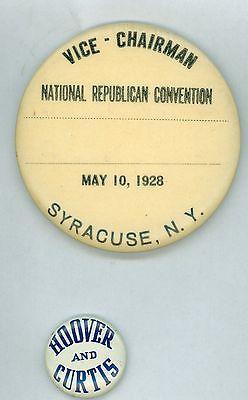 VICE - CHAIRMAN
NATIONAL REPUBLICAN CONVENTION
MAY 10, 1928
SYRACUSE, N. Y.
HOOVER
AND
CURTIS